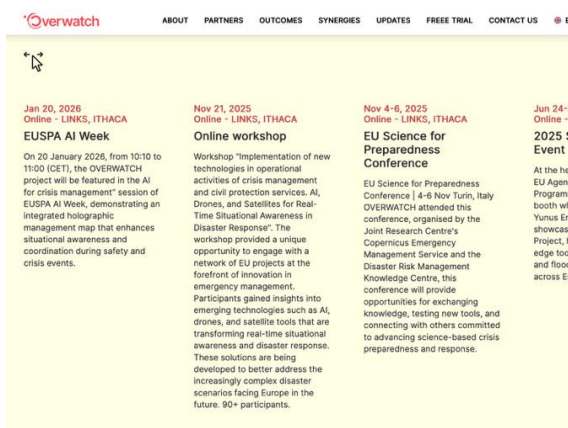 Overwatch
ABOUT PARTNERS OUTCOMES SYNERGIES UPDATES FREEE TRIAL CONTACT US
Jan 20, 2026
Online - LINKS, ITHACA
EUSPA AI Week
On 20 January 2026, from 10:10 to
11:00 (CET), the OVERWATCH
project will be featured in the AI
for crisis management" session of
EUSPA AI Week, demonstrating an
integrated holographic
management map that enhances
situational awareness and
coordination during safety and
crisis events.
Nov 21, 2025
Online - LINKS, ITHACA
Online workshop
Workshop "Implementation of new
technologies in operational
activities of crisis management
and civil protection services. AI,
Drones, and Satellites for Real-
Time Situational Awareness in
Disaster Response". The
workshop provided a unique
opportunity to engage with a
network of EU projects at the
forefront of innovation in
emergency management.
Participants gained insights into
emerging technologies such as AI,
drones, and satellite tools that are
transforming real-time situational
awareness and disaster response.
These solutions are being
developed to better address the
increasingly complex disaster
scenarios facing Europe in the
future. 90+ participants.
Nov 4-6, 2025
Online - LINKS, ITHACA
EU Science for
Preparedness
Conference
EU Science for Preparedness
Conference | 4-6 Nov Turin, Italy
OVERWATCH attended this
conference, organised by the
Joint Research Centre's
Copernicus Emergency
Management Service and the
Disaster Risk Management
Knowledge Centre, this
conference will provide
opportunities for exchanging
knowledge, testing new tools, and
connecting with others committed
to advancing science-based crisis
preparedness and response.
Jun 24-
Online -
2025 S
Event
At the he
EU Agen
Program
booth wh
Yunus Em
showcas
Project, h
edge too
and flood
across E